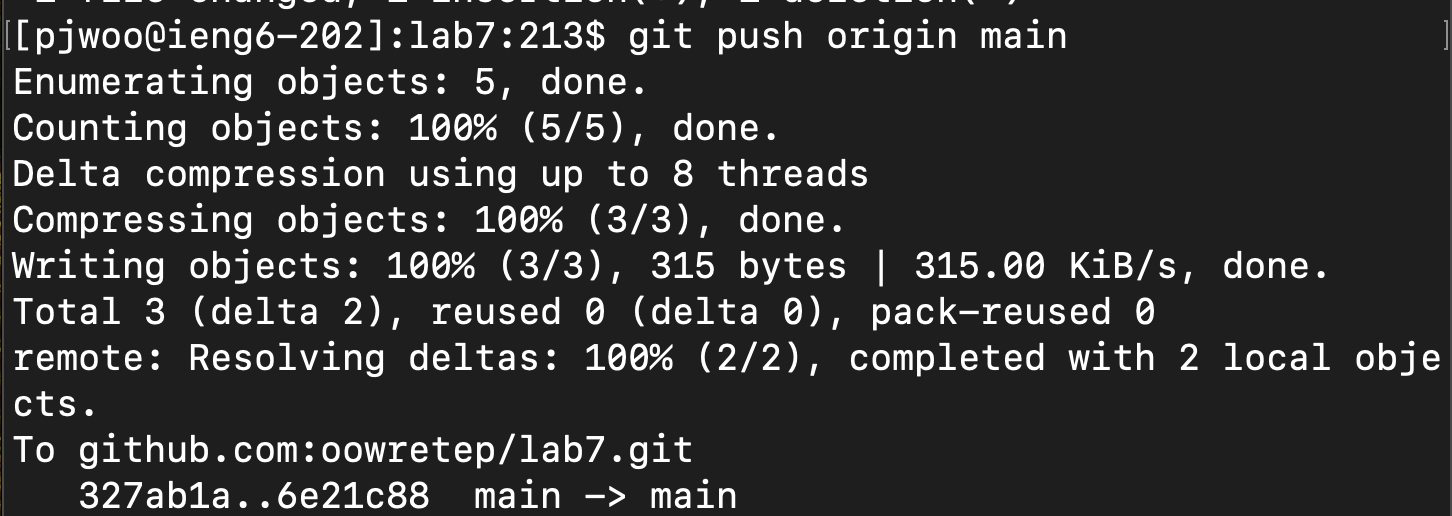 [[pjwoo@ieng6-202]:lab7:213$ git push origin main ]
Enumerating objects: 5, done.
Counting objects: 100% (5/5), done.
Delta compression using up to 8 threads
Compressing objects: 100% (3/3), done.
Writing objects: 100% (3/3), 315 bytes | 315.00 KiB/s, done.
Total 3 (delta 2), reused 0 (delta 0), pack-reused 0
remote: Resolving deltas: 100% (2/2), completed with 2 local obje
cts.
To github.com:oowretep/lab7.git
   327ab1a..6e21c88  main -> main